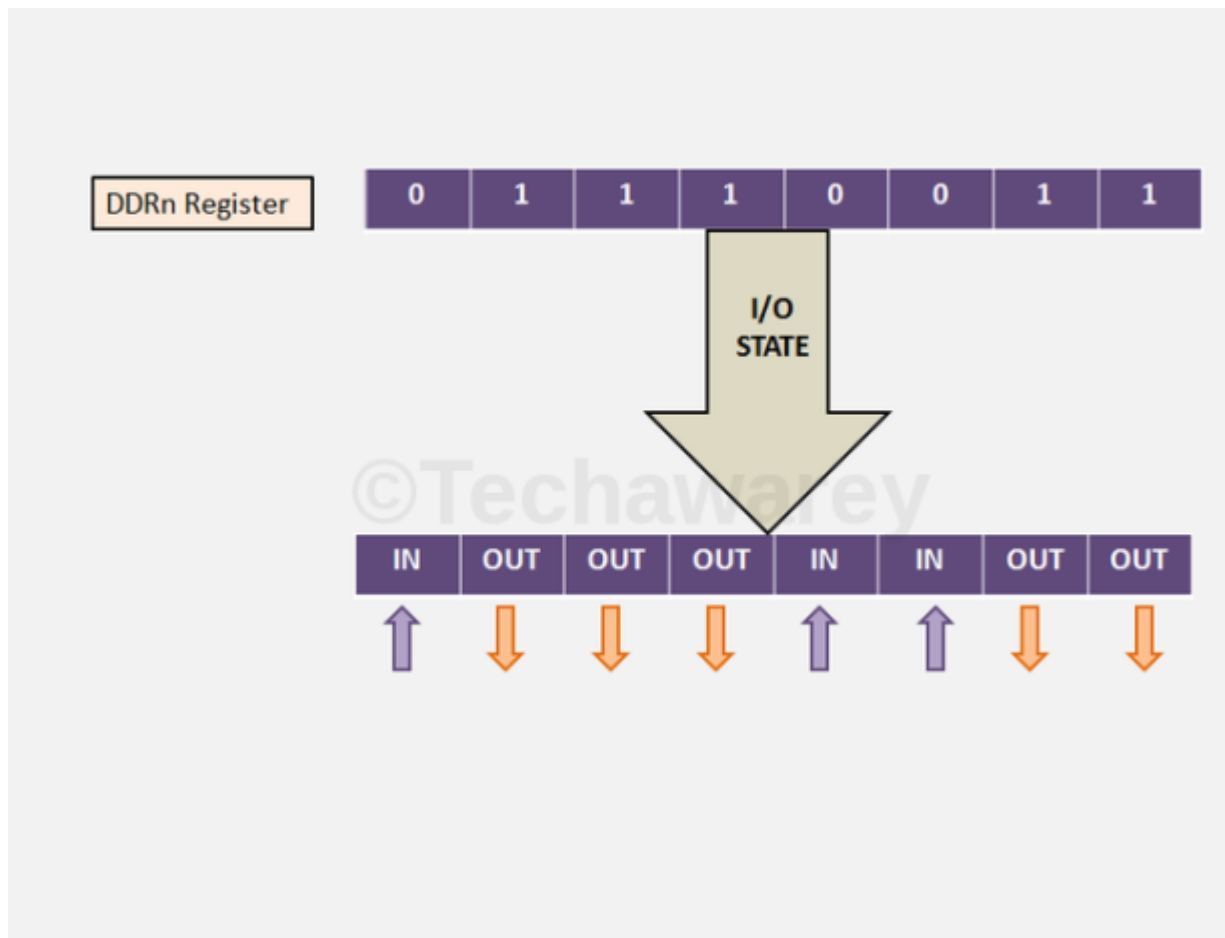 DDRn Register
0 1 1 1 0 0 1 1
I/O
STATE
©Techawarey
IN OUT OUT OUT IN IN OUT OUT